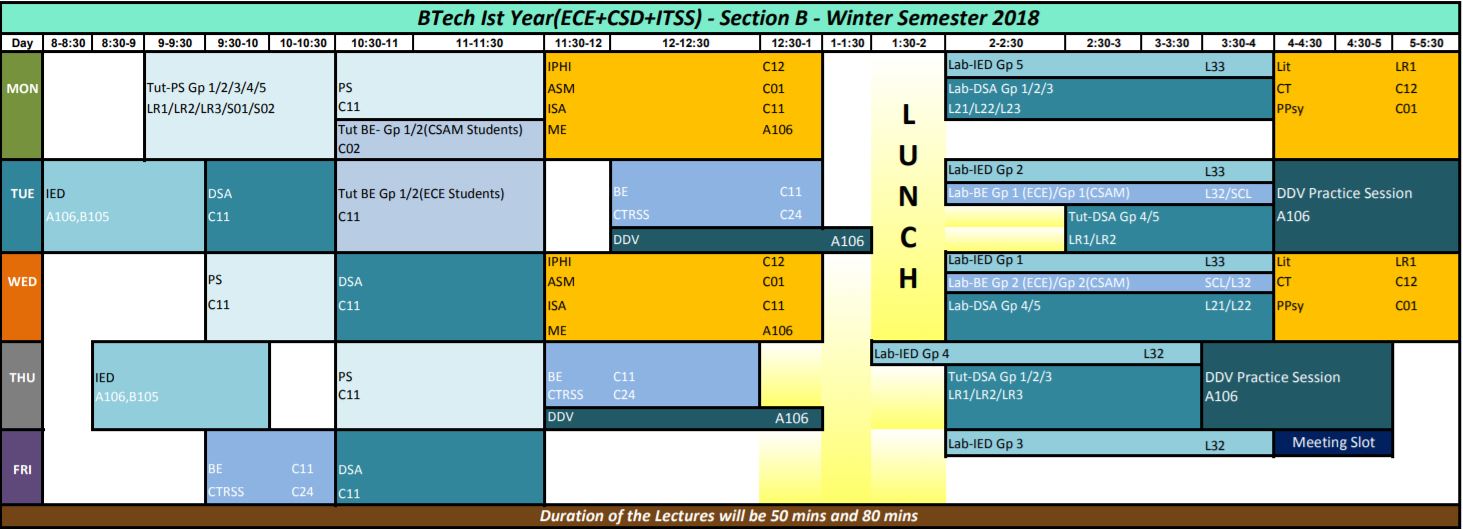 BTech Ist Year(ECE+CSD+ITSS) - Section B - Winter Semester 2018
Day 8-8:30 8:30-9 9-9:30 9:30-10 10-10:30 10:30-11 11-11:30 11:30-12 12-12:30 12:30-1 1-1:30 1:30-2 2-2:30 2:30-3 3-3:30 3:30-4 4-4:30 4:30-5 5-5:30
MON
Tut-PS Gp 1/2/3/4/5
LR1/LR2/LR3/S01/S02
PS
C11
Tut BE- Gp 1/2(CSAM Students)
C02
IPHI C12
ASM C01
ISA C11
ME A106
Lab-IED Gp 5 L33
Lab-DSA Gp 1/2/3
L21/L22/L23
Lit LR1
CT C12
PPsy C01
L
U
N
C
H
TUE
IED
A106,B105
DSA
C11
Tut BE Gp 1/2(ECE Students)
C11
BE C11
CTRSS C24
DDV A106
Lab-IED Gp 2 L33
Lab-BE Gp 1 (ECE)/Gp 1(CSAM) L32/SCL
Tut-DSA Gp 4/5
LR1/LR2
DDV Practice Session
A106
WED
PS
C11
DSA
C11
IPHI C12
ASM C01
ISA C11
ME A106
Lab-IED Gp 1 L33
Lab-BE Gp 2 (ECE)/Gp 2(CSAM) SCL/L32
Lab-DSA Gp 4/5 L21/L22
Lit LR1
CT C12
PPsy C01
THU
IED
A106,B105
PS
C11
BE C11
CTRSS C24
DDV A106
Lab-IED Gp 4 L32
Tut-DSA Gp 1/2/3
LR1/LR2/LR3
DDV Practice Session
A106
FRI
BE C11
CTRSS C24
DSA
C11
Lab-IED Gp 3 L32
Meeting Slot
Duration of the Lectures will be 50 mins and 80 mins